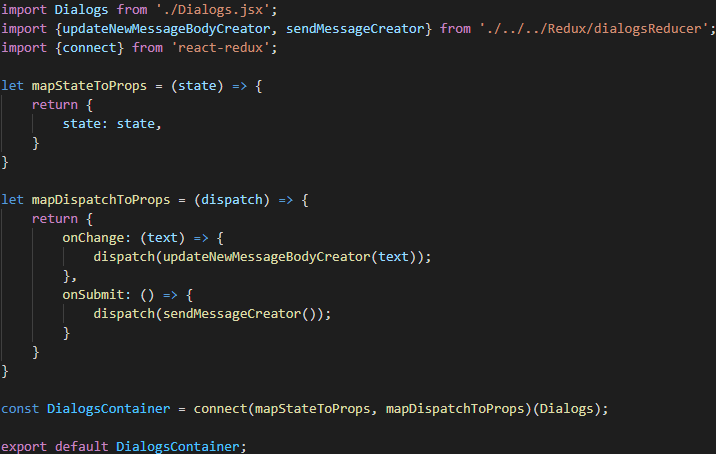 import Dialogs from './Dialogs.jsx';
import {updateNewMessageBodyCreator, sendMessageCreator} from './../../Redux/dialogsReducer';
import {connect} from 'react-redux';

let mapStateToProps = (state) => {
    return {
        state: state,
    }
}

let mapDispatchToProps = (dispatch) => {
    return {
        onChange: (text) => {
            dispatch(updateNewMessageBodyCreator(text));
        },
        onSubmit: () => {
            dispatch(sendMessageCreator());
        }
    }
}

const DialogsContainer = connect(mapStateToProps, mapDispatchToProps)(Dialogs);

export default DialogsContainer;